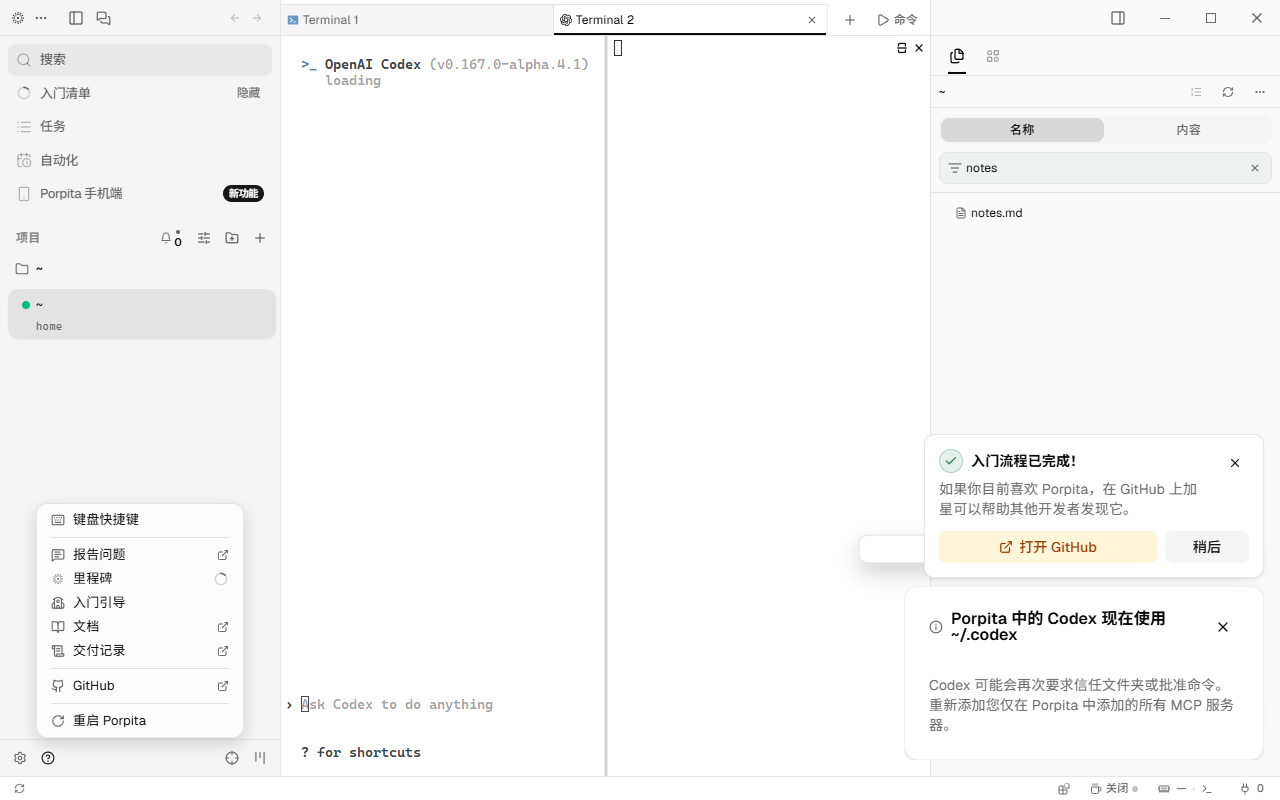 搜索
入门清单
隐藏
任务
自动化
Porpita 手机端
新功能
项目
0
~
~
home
键盘快捷键
报告问题
里程碑
入门引导
文档
交付记录
GitHub
重启 Porpita
Terminal 1
Terminal 2
命令
>_ OpenAI Codex (v0.167.0-alpha.4.1)
loading
› Ask Codex to do anything
? for shortcuts
~
名称
内容
notes
notes.md
入门流程已完成！
如果你目前喜欢 Porpita，在 GitHub 上加
星可以帮助其他开发者发现它。
打开 GitHub
稍后
Porpita 中的 Codex 现在使用
~/.codex
Codex 可能会再次要求信任文件夹或批准命令。
重新添加您仅在 Porpita 中添加的所有 MCP 服务
器。
关闭
— ·
0